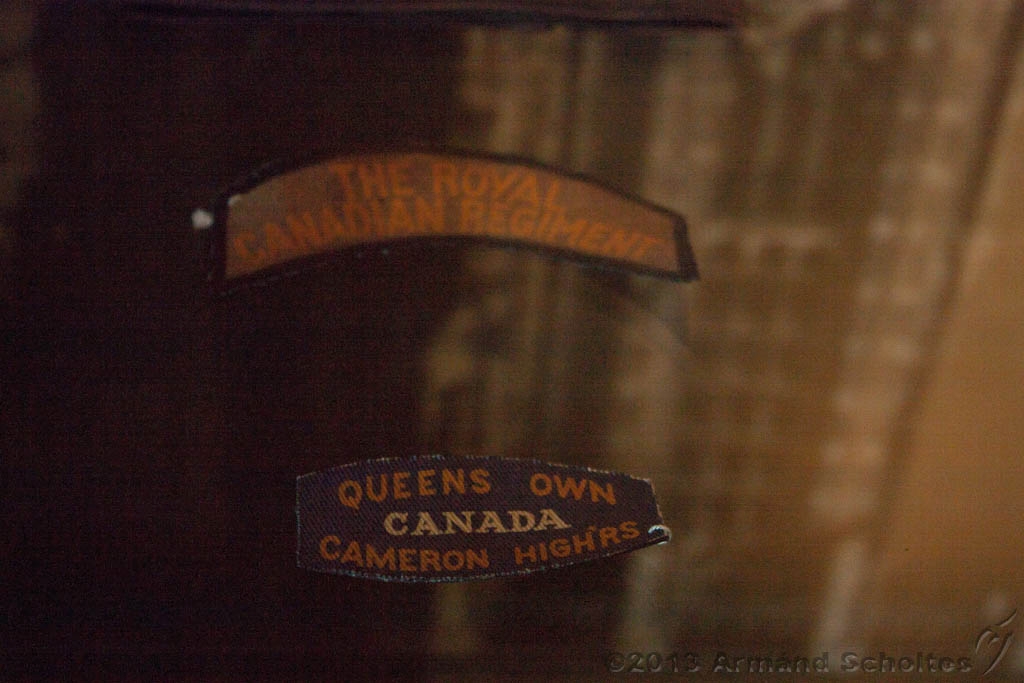 THE ROYAL
CANADIAN REGIMENT
QUEENS OWN
CANADA
CAMERON HIGH'RS
©2013 Armand Scholtes